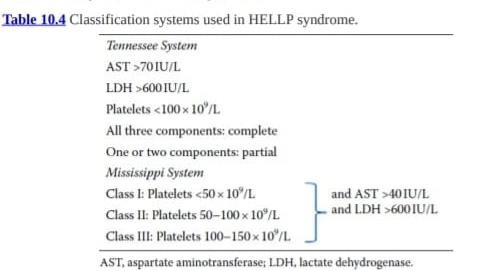 Table 10.4 Classification systems used in HELLP syndrome.
Tennessee System
AST >70 IU/L
LDH >600 IU/L
Platelets <100 × 10⁹/L
All three components: complete
One or two components: partial
Mississippi System
Class I: Platelets <50 × 10⁹/L
Class II: Platelets 50–100 × 10⁹/L
Class III: Platelets 100–150 × 10⁹/L
and AST >40 IU/L
and LDH >600 IU/L
AST, aspartate aminotransferase; LDH, lactate dehydrogenase.